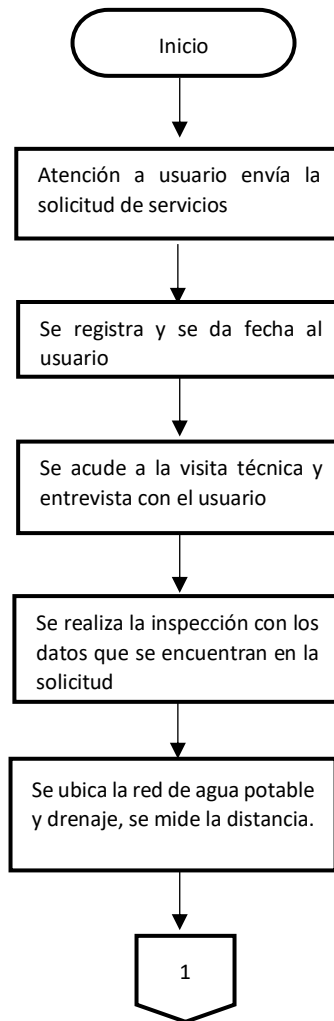 Inicio
Atención a usuario envía la
solicitud de servicios
Se registra y se da fecha al
usuario
Se acude a la visita técnica y
entrevista con el usuario
Se realiza la inspección con los
datos que se encuentran en la
solicitud
Se ubica la red de agua potable
y drenaje, se mide la distancia.
1